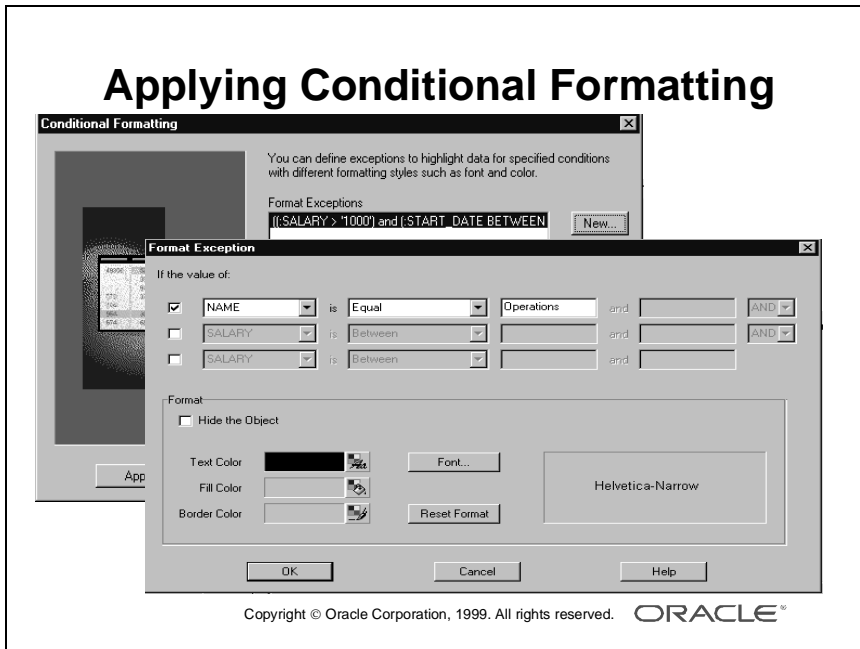 Applying Conditional Formatting
Conditional Formatting
You can define exceptions to highlight data for specified conditions
with different formatting styles such as font and color.
Format Exceptions
((:SALARY > '1000') and (:START_DATE BETWEEN
New...
Format Exception
If the value of:
NAME is Equal Operations and AND
SALARY is Between and AND
SALARY is Between and
Format
Hide the Object
Text Color Font...
Fill Color
Helvetica-Narrow
Border Color Reset Format
App
OK Cancel Help
Copyright © Oracle Corporation, 1999. All rights reserved. ORACLE®